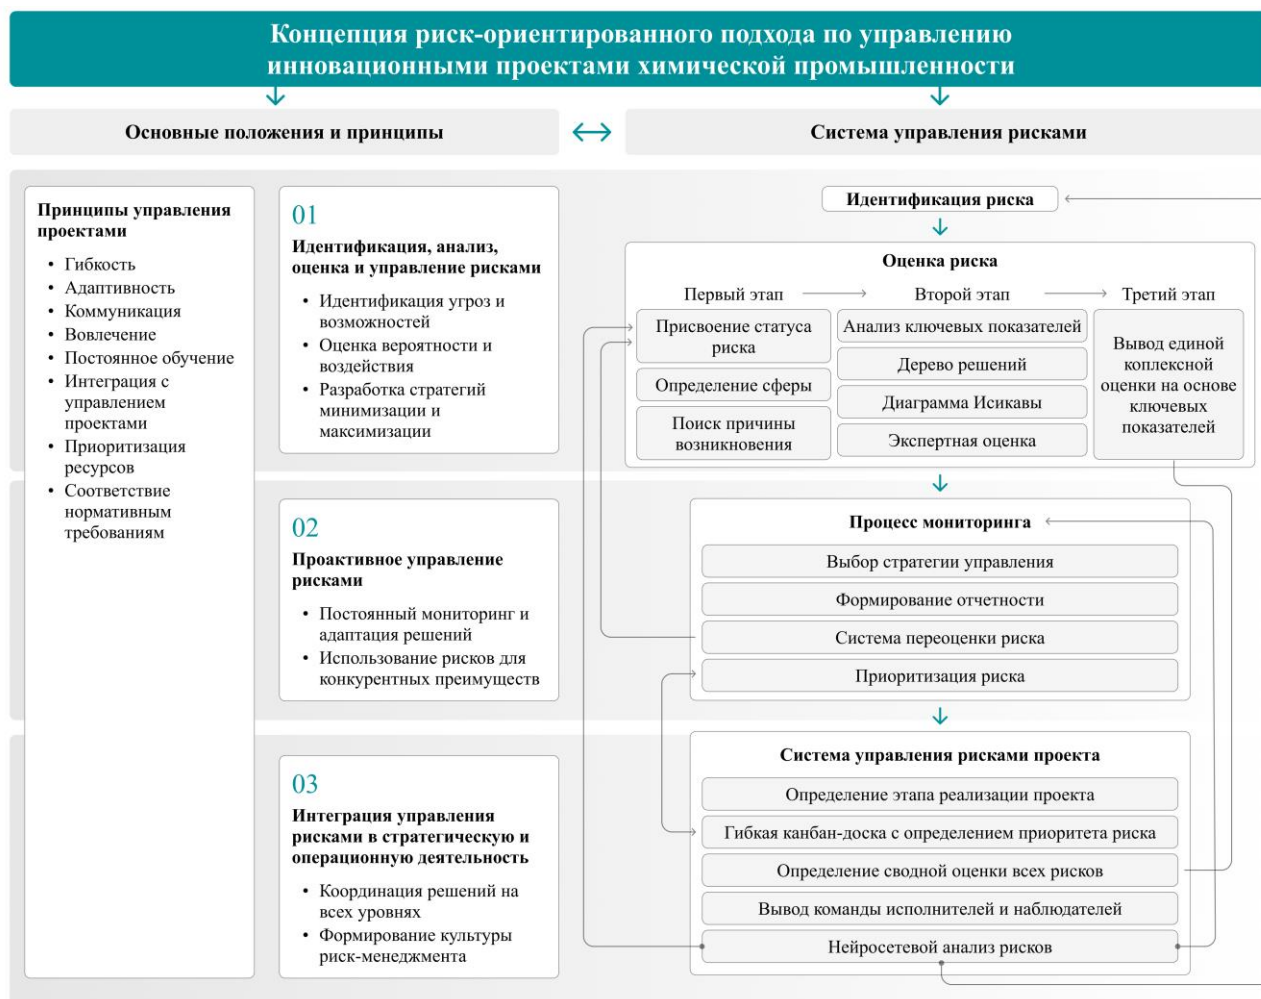 Концепция риск-ориентированного подхода по управлению
инновационными проектами химической промышленности
Основные положения и принципы
Система управления рисками
Принципы управления
проектами
• Гибкость
• Адаптивность
• Коммуникация
• Вовлечение
• Постоянное обучение
• Интеграция с
управлением
проектами
• Приоритизация
ресурсов
• Соответствие
нормативным
требованиям
01
Идентификация, анализ,
оценка и управление рисками
• Идентификация угроз и
возможностей
• Оценка вероятности и
воздействия
• Разработка стратегий
минимизации и
максимизации
02
Проактивное управление
рисками
• Постоянный мониторинг и
адаптация решений
• Использование рисков для
конкурентных преимуществ
03
Интеграция управления
рисками в стратегическую и
операционную деятельность
• Координация решений на
всех уровнях
• Формирование культуры
риск-менеджмента
Идентификация риска
Оценка риска
Первый этап
Второй этап
Третий этап
Присвоение статуса
риска
Определение сферы
Поиск причины
возникновения
Анализ ключевых показателей
Дерево решений
Диаграмма Исикавы
Экспертная оценка
Вывод единой
коплексной
оценки на основе
ключевых
показателей
Процесс мониторинга
Выбор стратегии управления
Формирование отчетности
Система переоценки риска
Приоритизация риска
Система управления рисками проекта
Определение этапа реализации проекта
Гибкая канбан-доска с определением приоритета риска
Определение сводной оценки всех рисков
Вывод команды исполнителей и наблюдателей
Нейросетевой анализ рисков